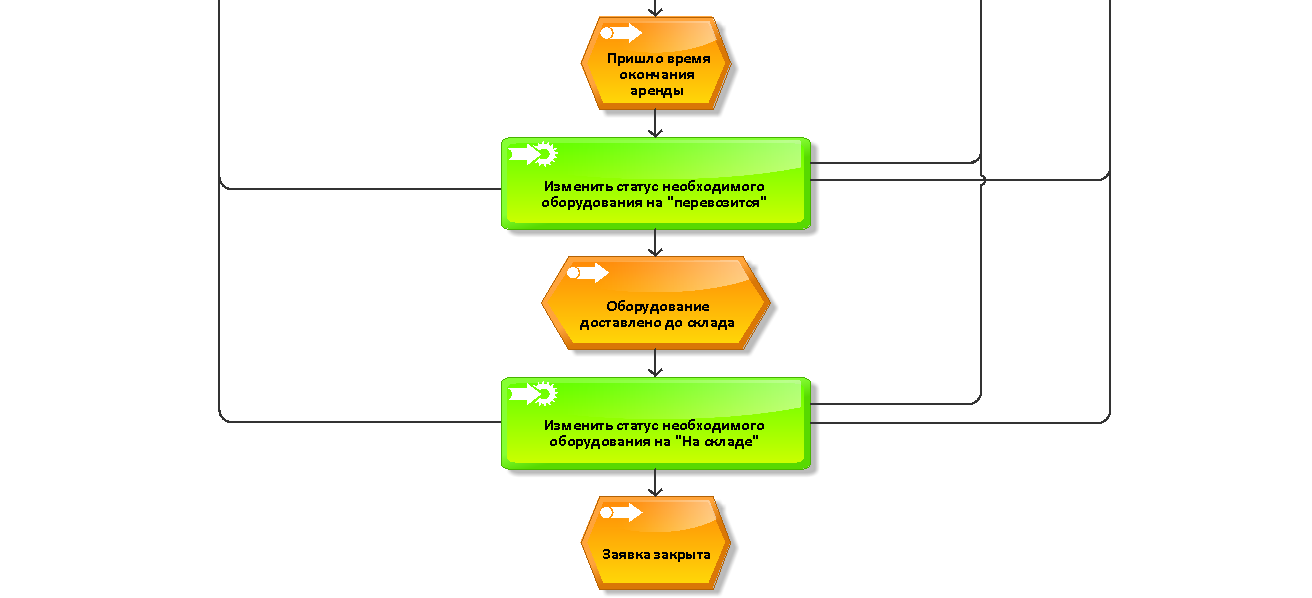 Пришло время
окончания
аренды
Изменить статус необходимого
оборудования на "перевозится"
Оборудование
доставлено до склада
Изменить статус необходимого
оборудования на "На складе"
Заявка закрыта